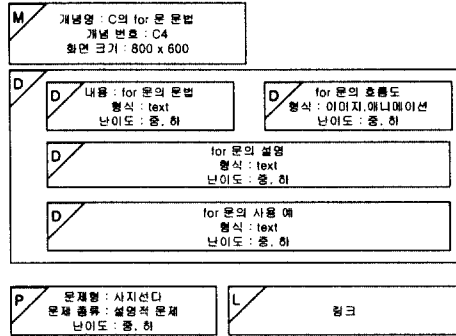 M
개념명 : C의 for 문 문법
개념 번호 : C4
화면 크기 : 800 x 600
D
D
내용 : for 문의 문법
형식 : text
난이도 : 중, 하
D
for 문의 흐름도
형식 : 이미지,애니메이션
난이도 : 중, 하
D
for 문의 설명
형식 : text
난이도 : 중, 하
D
for 문의 사용 예
형식 : text
난이도 : 중, 하
P
문제형 : 사지선다
문제 종류 : 설명적 문제
난이도 : 중, 하
L
링크